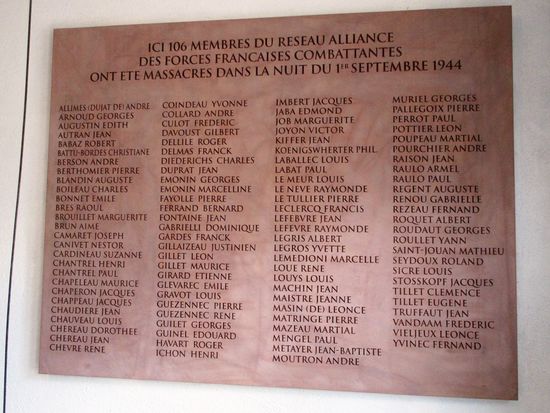 ICI 106 MEMBRES DU RESEAU ALLIANCE
DES FORCES FRANCAISES COMBATTANTES
ONT ETE MASSACRES DANS LA NUIT DU 1ER SEPTEMBRE 1944
ALLIMES (DUJAT DE) ANDRE
ARNOUD GEORGES
AUGUSTIN EDITH
AUTRAN JEAN
BABAZ ROBERT
BATTU-BORDES CHRISTIANE
BERSON ANDRE
BERTHOMIER PIERRE
BLANDIN AUGUSTE
BOILEAU CHARLES
BONNET EMILE
BRES RAOUL
BROUILLET MARGUERITE
BRUN AIME
CAMARET JOSEPH
CANIVET NESTOR
CARDINEAU SUZANNE
CHANTREL HENRI
CHANTREL PAUL
CHAPELEAU MAURICE
CHAPERON JACQUES
CHAPPEAU JACQUES
CHAUDIERE JEAN
CHAUVEAU LOUIS
CHEREAU DOROTHEE
CHEREAU JEAN
CHEVRE RENE
COINDEAU YVONNE
COLLARD ANDRE
CULOT FREDERIC
DAVOUST GILBERT
DELILLE ROGER
DELMAS FRANCK
DIEDERICHS CHARLES
DUPRAT JEAN
EMONIN GEORGES
EMONIN MARCELLINE
FAYOLLE PIERRE
FERRAND BERNARD
FONTAINE JEAN
GABRIELLI DOMINIQUE
GARDES FRANCK
GILLAIZEAU JUSTINIEN
GILLET LEON
GILLET MAURICE
GIRARD ETIENNE
GLEVAREC EMILE
GRAVOT LOUIS
GUEZENNEC PIERRE
GUEZENNEC RENE
GUILET GEORGES
GUINEL EDOUARD
HAVART ROGER
ICHON HENRI
IMBERT JACQUES
JABA EDMOND
JOB MARGUERITE
JOYON VICTOR
KIFFER JEAN
KOENIGSWHERTER PHIL.
LABALLEC LOUIS
LABAT PAUL
LE MEUR LOUIS
LE NEVE RAYMONDE
LE TULLIER PIERRE
LECLERCQ FRANCIS
LEFEBVRE JEAN
LEFEVRE RAYMONDE
LEGRIS ALBERT
LEGROS YVETTE
LEMEDIONI MARCELLE
LOUE RENE
LOUYS LOUIS
MACHIN JEAN
MAISTRE JEANNE
MASIN (DE) LEONCE
MATRINGE PIERRE
MAZEAU MARTIAL
MENGEL PAUL
METAYER JEAN-BAPTISTE
MOUTRON ANDRE
MURIEL GEORGES
PALLEGOIX PIERRE
PERROT PAUL
POTTIER LEON
POUPEAU MARTIAL
POURCHIER ANDRE
RAISON JEAN
RAULO ARMEL
RAULO PAUL
REGENT AUGUSTE
RENOU GABRIELLE
REZEAU FERNAND
ROQUET ALBERT
ROUDAUT GEORGES
ROULLET YANN
SAINT-JOUAN MATHIEU
SEYDOUX ROLAND
SICRE LOUIS
STOSSKOPF JACQUES
TILLET CLEMENCE
TILLET EUGENE
TRUFFAUT JEAN
VANDAAM FREDERIC
VIELJEUX LEONCE
YVINEC FERNAND